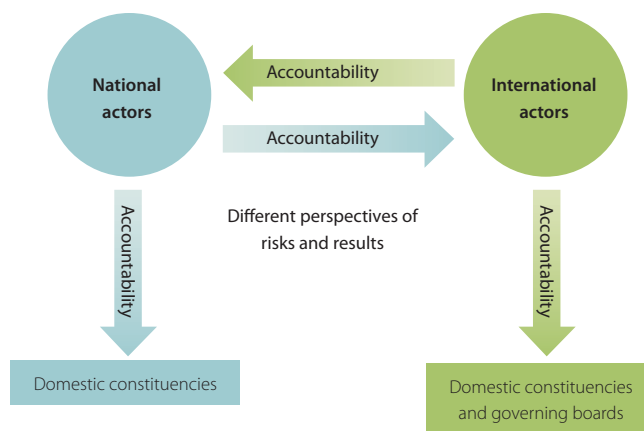 National
actors
Accountability
International
actors
Accountability
Accountability
Different perspectives of
risks and results
Accountability
Domestic constituencies
Domestic constituencies
and governing boards